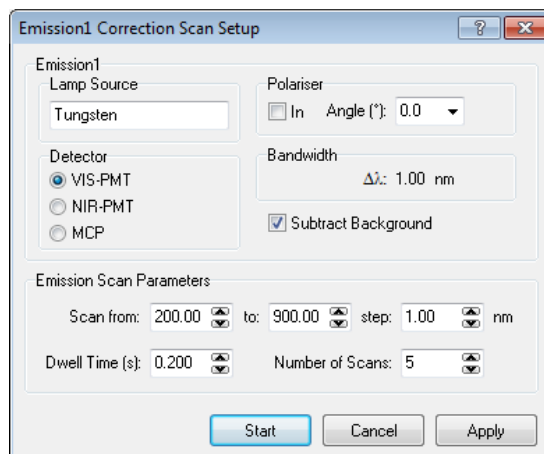 Emission1 Correction Scan Setup
Emission1
Lamp Source
Tungsten
Polariser
In Angle (°): 0.0
Detector
VIS-PMT
NIR-PMT
MCP
Bandwidth
Δλ: 1.00 nm
Subtract Background
Emission Scan Parameters
Scan from: 200.00 to: 900.00 step: 1.00 nm
Dwell Time (s): 0.200 Number of Scans: 5
Start Cancel Apply